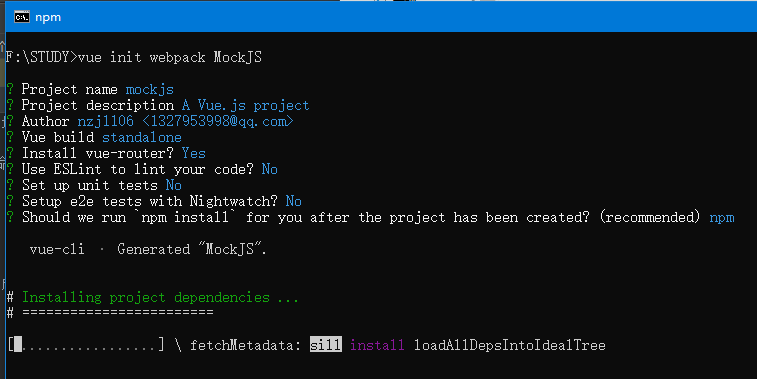 npm
F:\STUDY>vue init webpack MockJS
? Project name mockjs
? Project description A Vue.js project
? Author nzj1106 <1327953998@qq.com>
? Vue build standalone
? Install vue-router? Yes
? Use ESLint to lint your code? No
? Set up unit tests No
? Setup e2e tests with Nightwatch? No
? Should we run `npm install` for you after the project has been created? (recommended) npm
vue-cli · Generated "MockJS".
# Installing project dependencies ...
# ========================
[ .................] \ fetchMetadata: sill install loadAllDepsIntoIdealTree